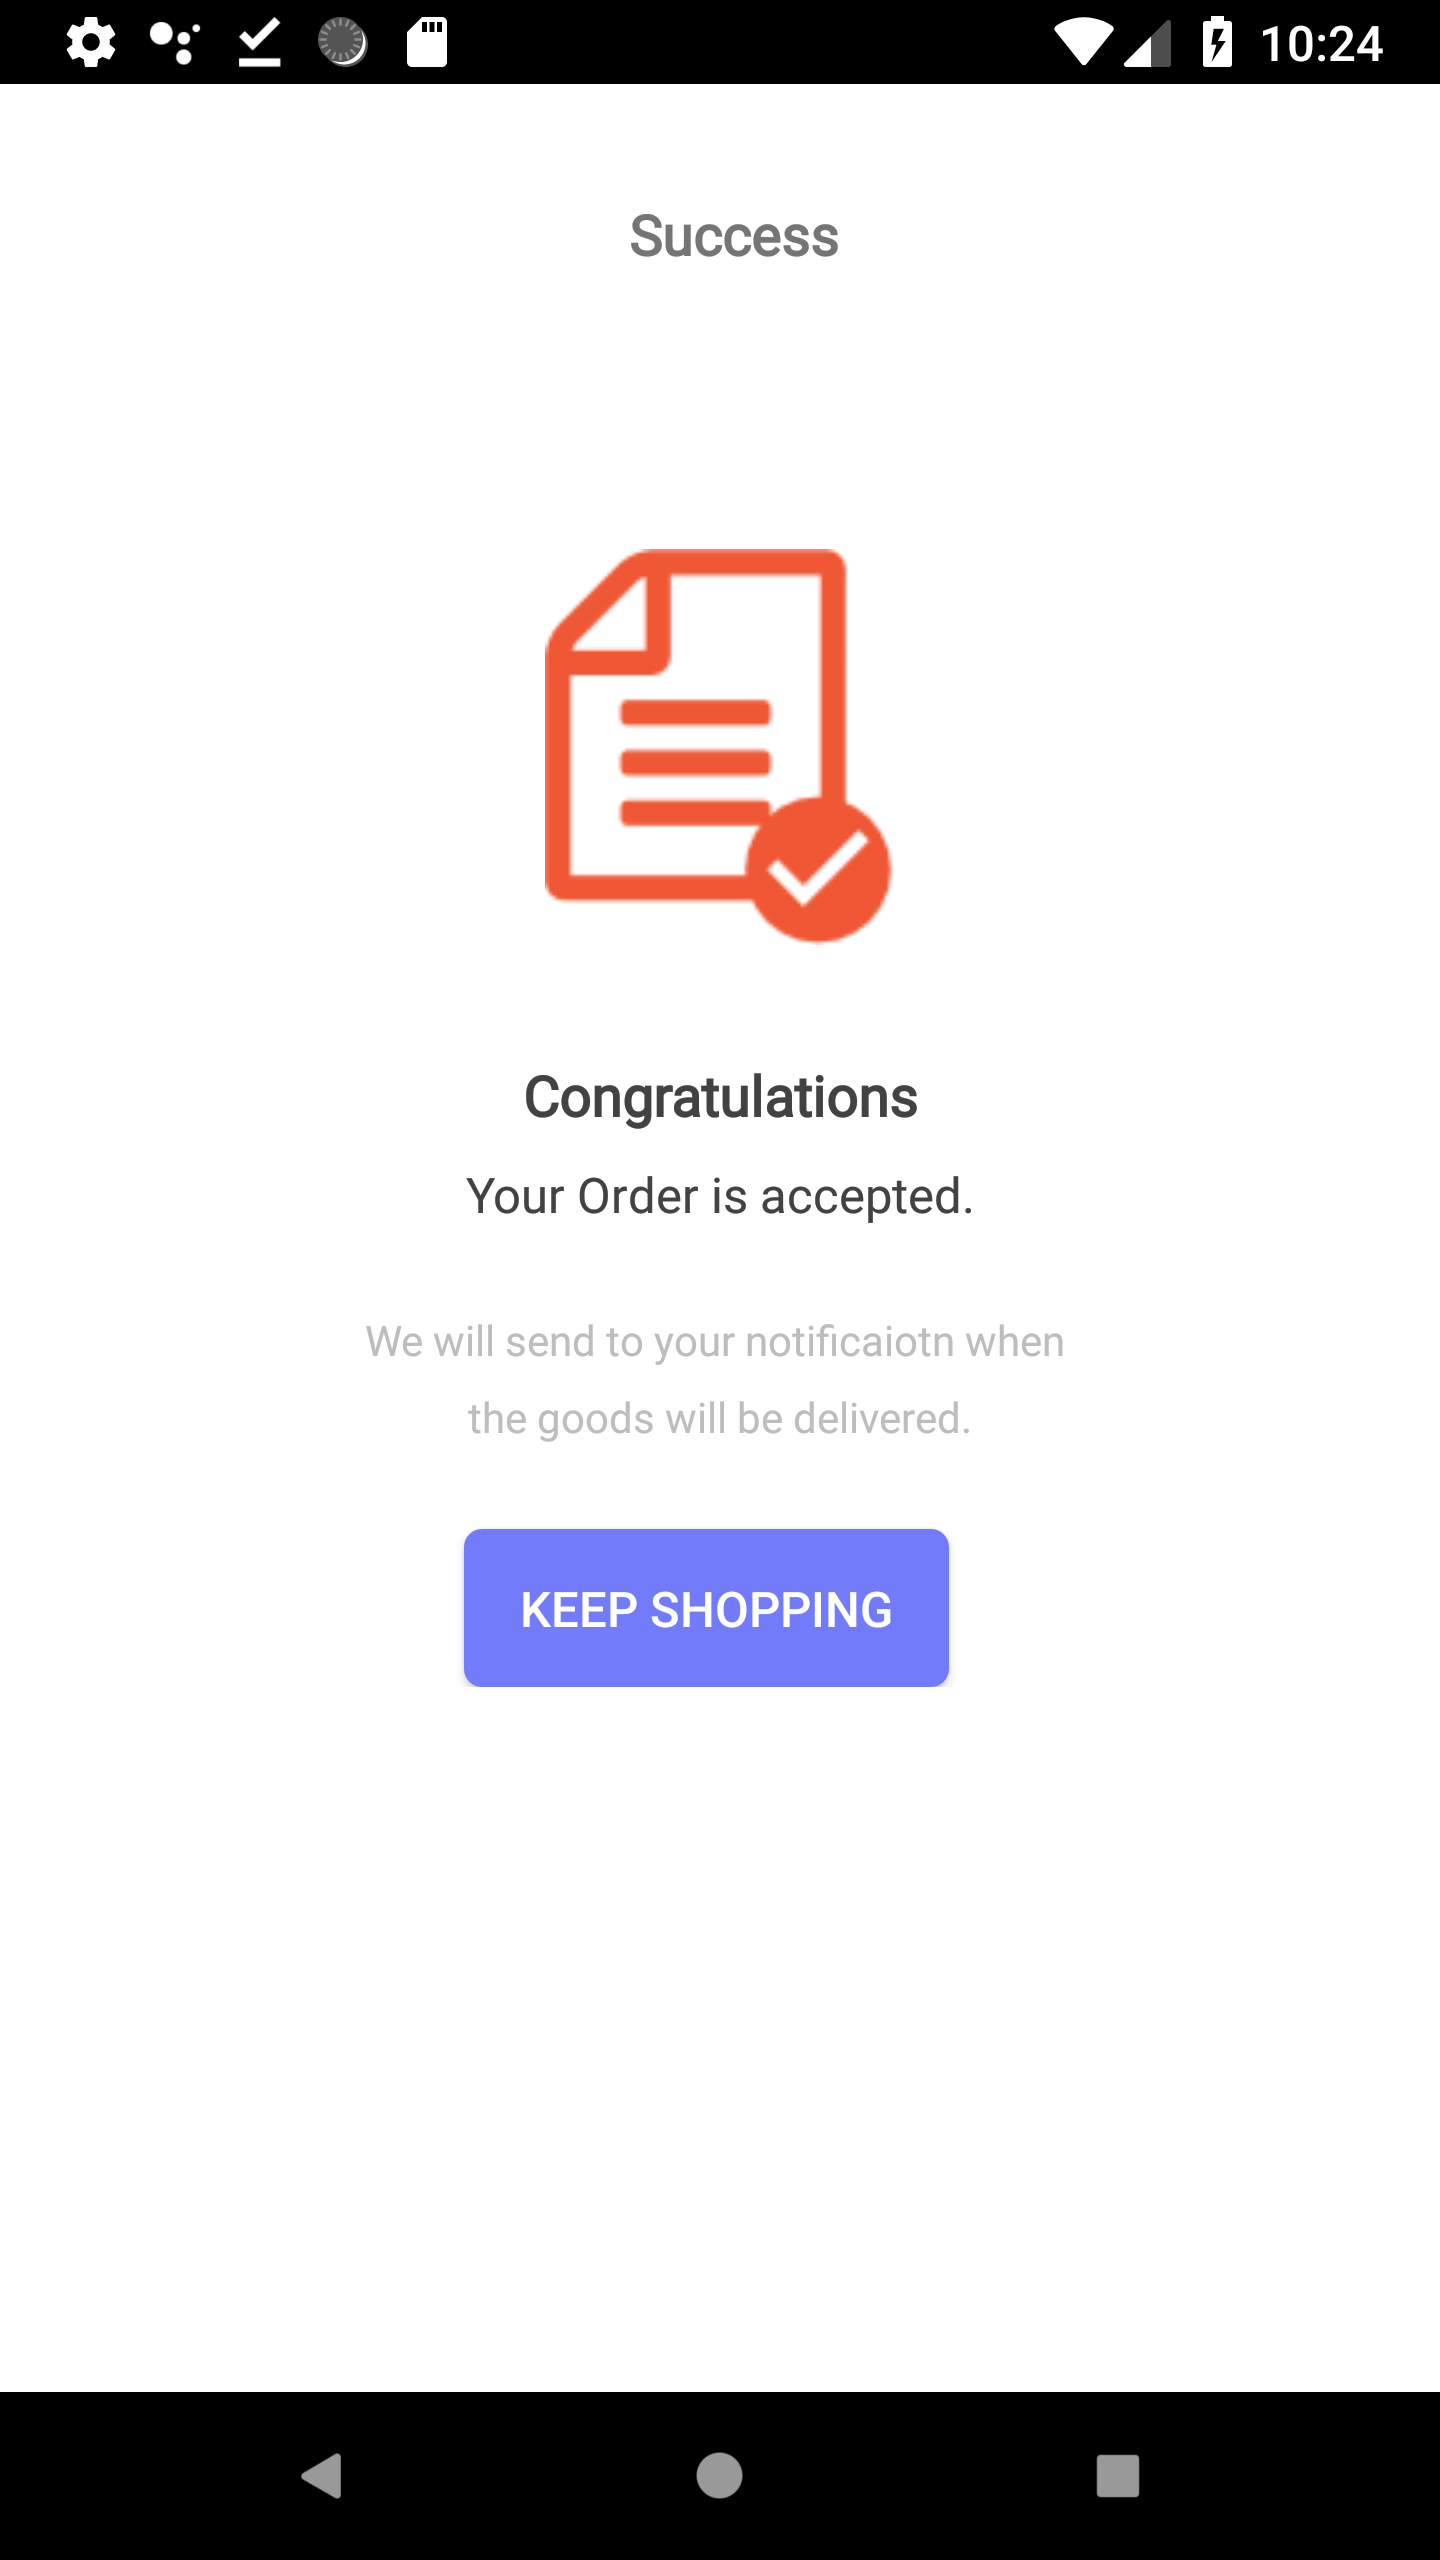 10:24
Success
Congratulations
Your Order is accepted.
We will send to your notificaiotn when
the goods will be delivered.
KEEP SHOPPING